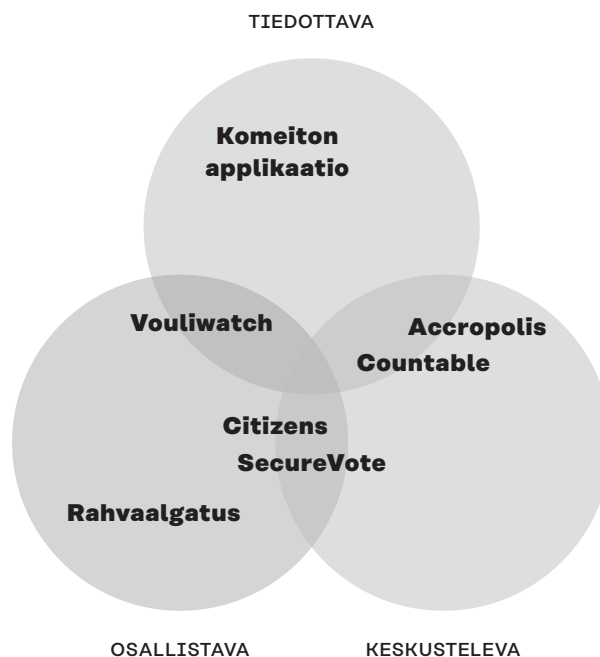 TIEDOTTAVA
Komeiton
applikaatio
Vouliwatch
Accropolis
Countable
Citizens
SecureVote
Rahvaalgatus
OSALLISTAVA
KESKUSTELEVA